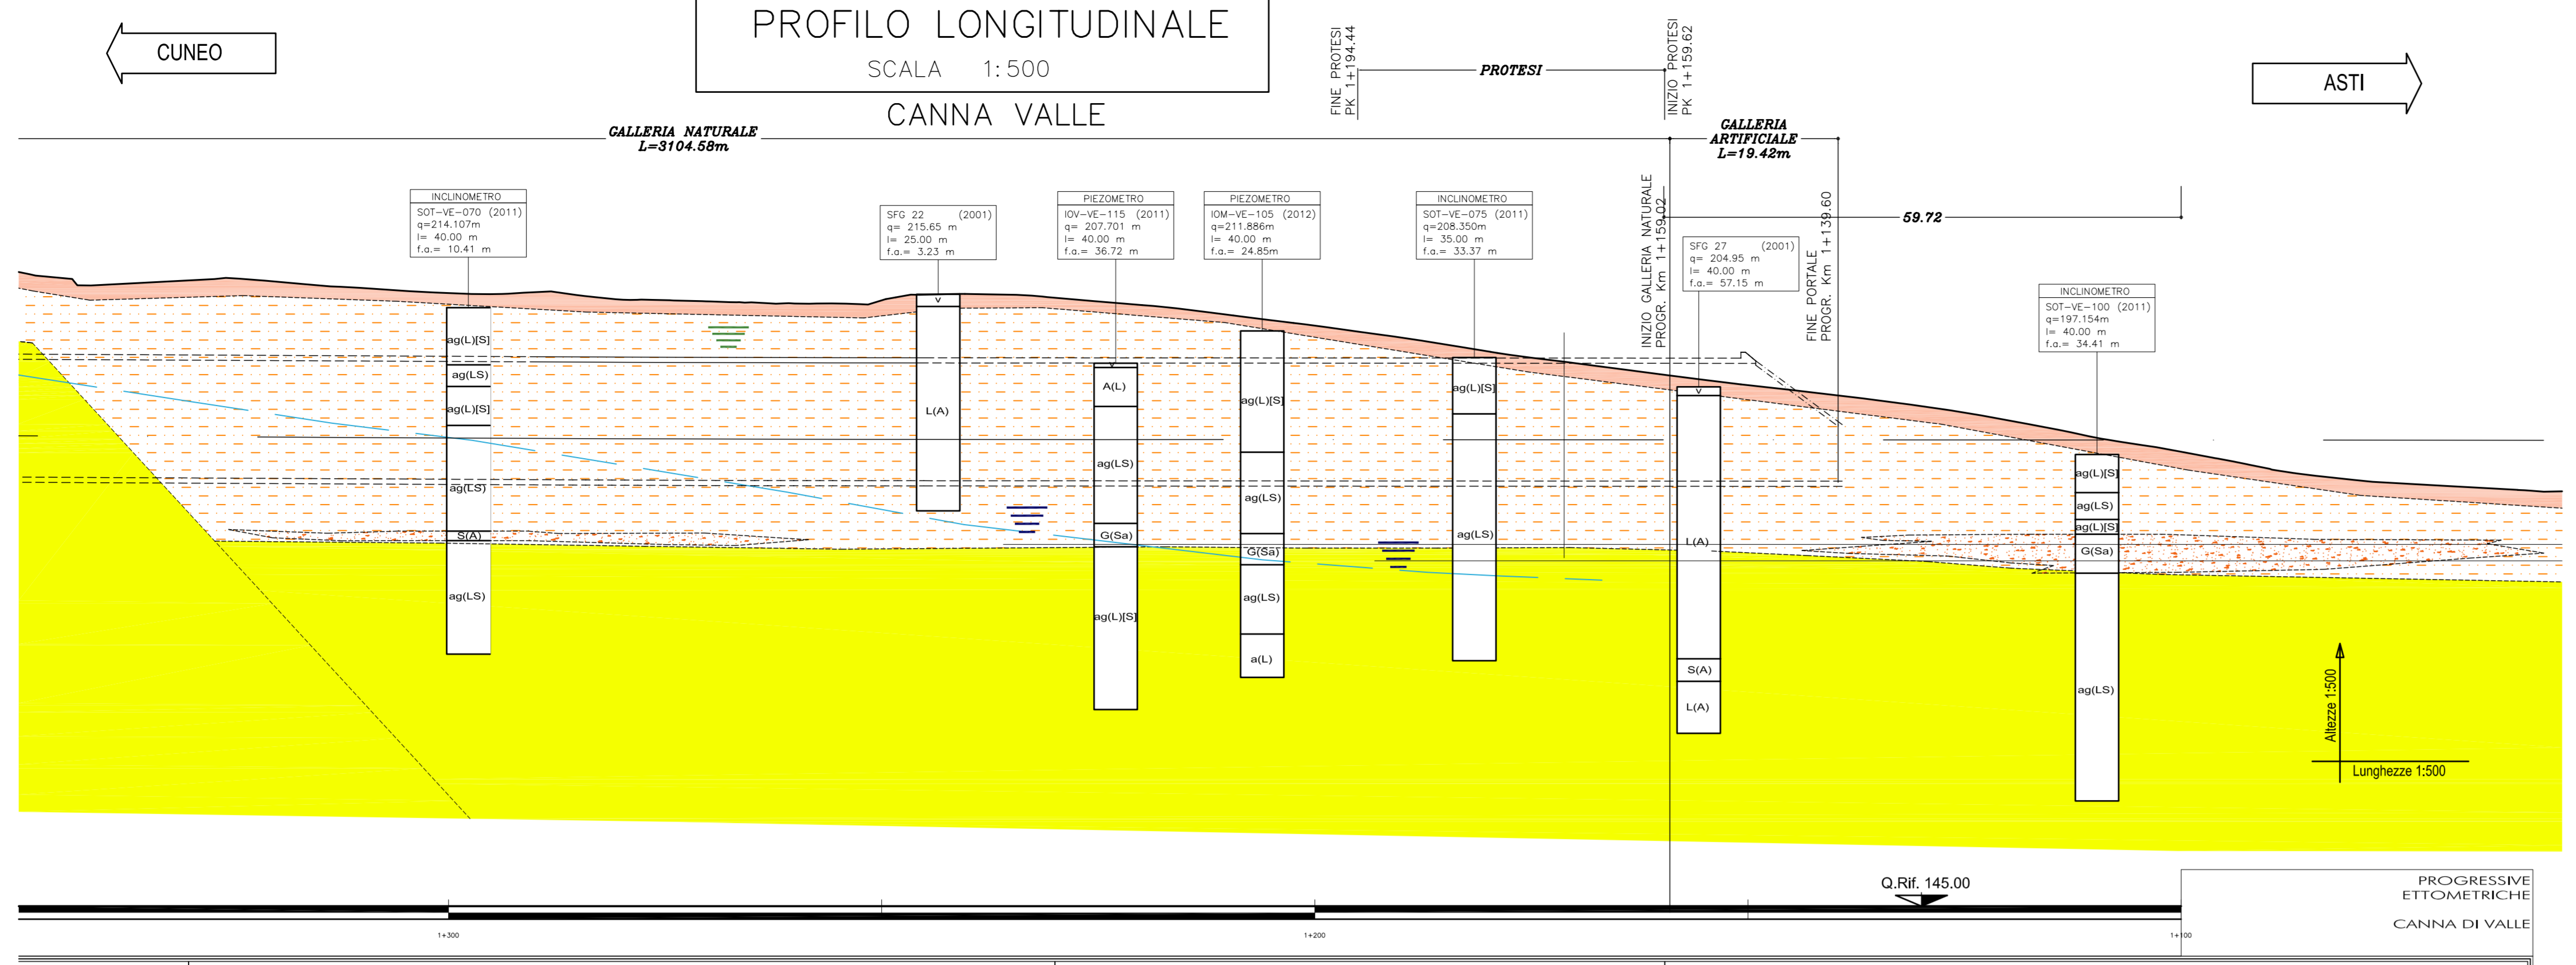 PROFILO LONGITUDINALE
SCALA 1:500
CUNEO
ASTI
CANNA VALLE
FINE PROTESI
PK 1+194.44
PROTESI
INIZIO PROTESI
PK 1+159.62
GALLERIA NATURALE
L=3104.58m
GALLERIA
ARTIFICIALE
L=19.42m
INIZIO GALLERIA NATURALE
PROGR. Km 1+159.02
FINE PORTALE
PROGR. Km 1+139.60
59.72
INCLINOMETRO
SOT-VE-070 (2011)
q=214.107m
l= 40.00 m
f.a.= 10.41 m
SFG 22 (2001)
q= 215.65 m
l= 25.00 m
f.a.= 3.23 m
PIEZOMETRO
IOV-VE-115 (2011)
q= 207.701 m
l= 40.00 m
f.a.= 36.72 m
PIEZOMETRO
IOM-VE-105 (2012)
q=211.886m
l= 40.00 m
f.a.= 24.85m
INCLINOMETRO
SOT-VE-075 (2011)
q=208.350m
l= 35.00 m
f.a.= 33.37 m
SFG 27 (2001)
q= 204.95 m
l= 40.00 m
f.a.= 57.15 m
INCLINOMETRO
SOT-VE-100 (2011)
q=197.154m
l= 40.00 m
f.a.= 34.41 m
ag(L)[S]
ag(LS)
ag(L)[S]
ag(LS)
S(A)
ag(LS)
v
L(A)
v
A(L)
ag(LS)
G(Sa)
ag(L)[S]
ag(L)[S]
ag(LS)
G(Sa)
ag(LS)
a(L)
ag(L)[S]
ag(LS)
v
L(A)
S(A)
L(A)
ag(L)[S]
ag(LS)
ag(L)[S]
G(Sa)
ag(LS)
Altezze 1:500
Lunghezze 1:500
Q.Rif. 145.00
PROGRESSIVE
ETTOMETRICHE
CANNA DI VALLE
1+300
1+200
1+100